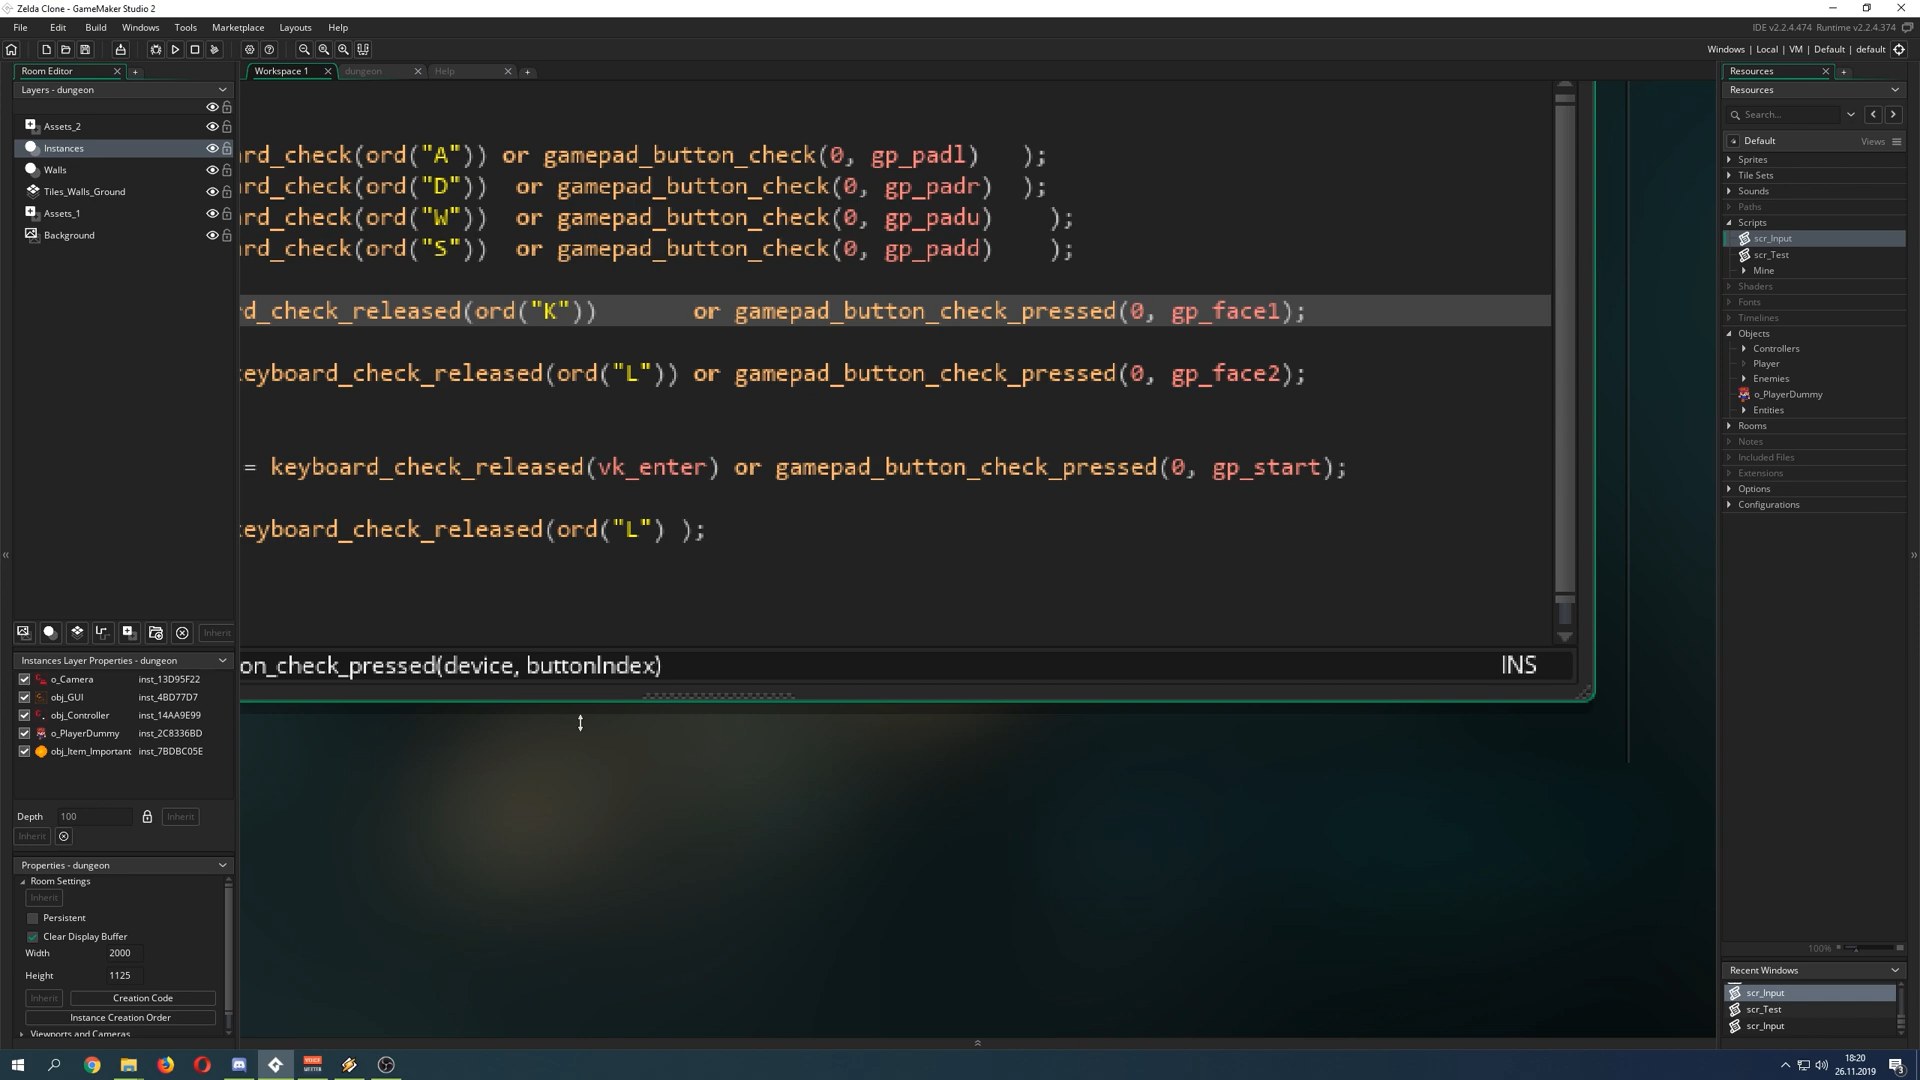 Zelda Clone - GameMaker Studio 2
File Edit Build Windows Tools Marketplace Layouts Help
IDE v2.2.4.474 Runtime v2.2.4.374
Windows | Local | VM | Default | default
Room Editor
Workspace 1
dungeon
Help
Resources
Layers - dungeon
Resources
Search...
Assets_2
Instances
Walls
Tiles_Walls_Ground
Assets_1
Background
Default
Views
Sprites
Tile Sets
Sounds
Paths
Scripts
scr_Input
scr_Test
Mine
Shaders
Fonts
Timelines
Objects
Controllers
Player
Enemies
o_PlayerDummy
Entities
Rooms
Notes
Included Files
Extensions
Options
Configurations
rd_check(ord("A")) or gamepad_button_check(0, gp_padl) );
rd_check(ord("D")) or gamepad_button_check(0, gp_padr) );
rd_check(ord("W")) or gamepad_button_check(0, gp_padu) );
rd_check(ord("S")) or gamepad_button_check(0, gp_padd) );
d_check_released(ord("K")) or gamepad_button_check_pressed(0, gp_face1);
eyboard_check_released(ord("L")) or gamepad_button_check_pressed(0, gp_face2);
= keyboard_check_released(vk_enter) or gamepad_button_check_pressed(0, gp_start);
eyboard_check_released(ord("L") );
on_check_pressed(device, buttonIndex)
INS
Inherit
Instances Layer Properties - dungeon
o_Camera inst_13D95F22
obj_GUI inst_4BD77D7
obj_Controller inst_14AA9E99
o_PlayerDummy inst_2C8336BD
obj_Item_Important inst_7BDBC05E
Depth 100 Inherit
Inherit
Properties - dungeon
Room Settings
Inherit
Persistent
Clear Display Buffer
Width 2000
Height 1125
Inherit Creation Code
Instance Creation Order
Viewports and Cameras
100%
Recent Windows
scr_Input
scr_Test
scr_Input
18:20
26.11.2019